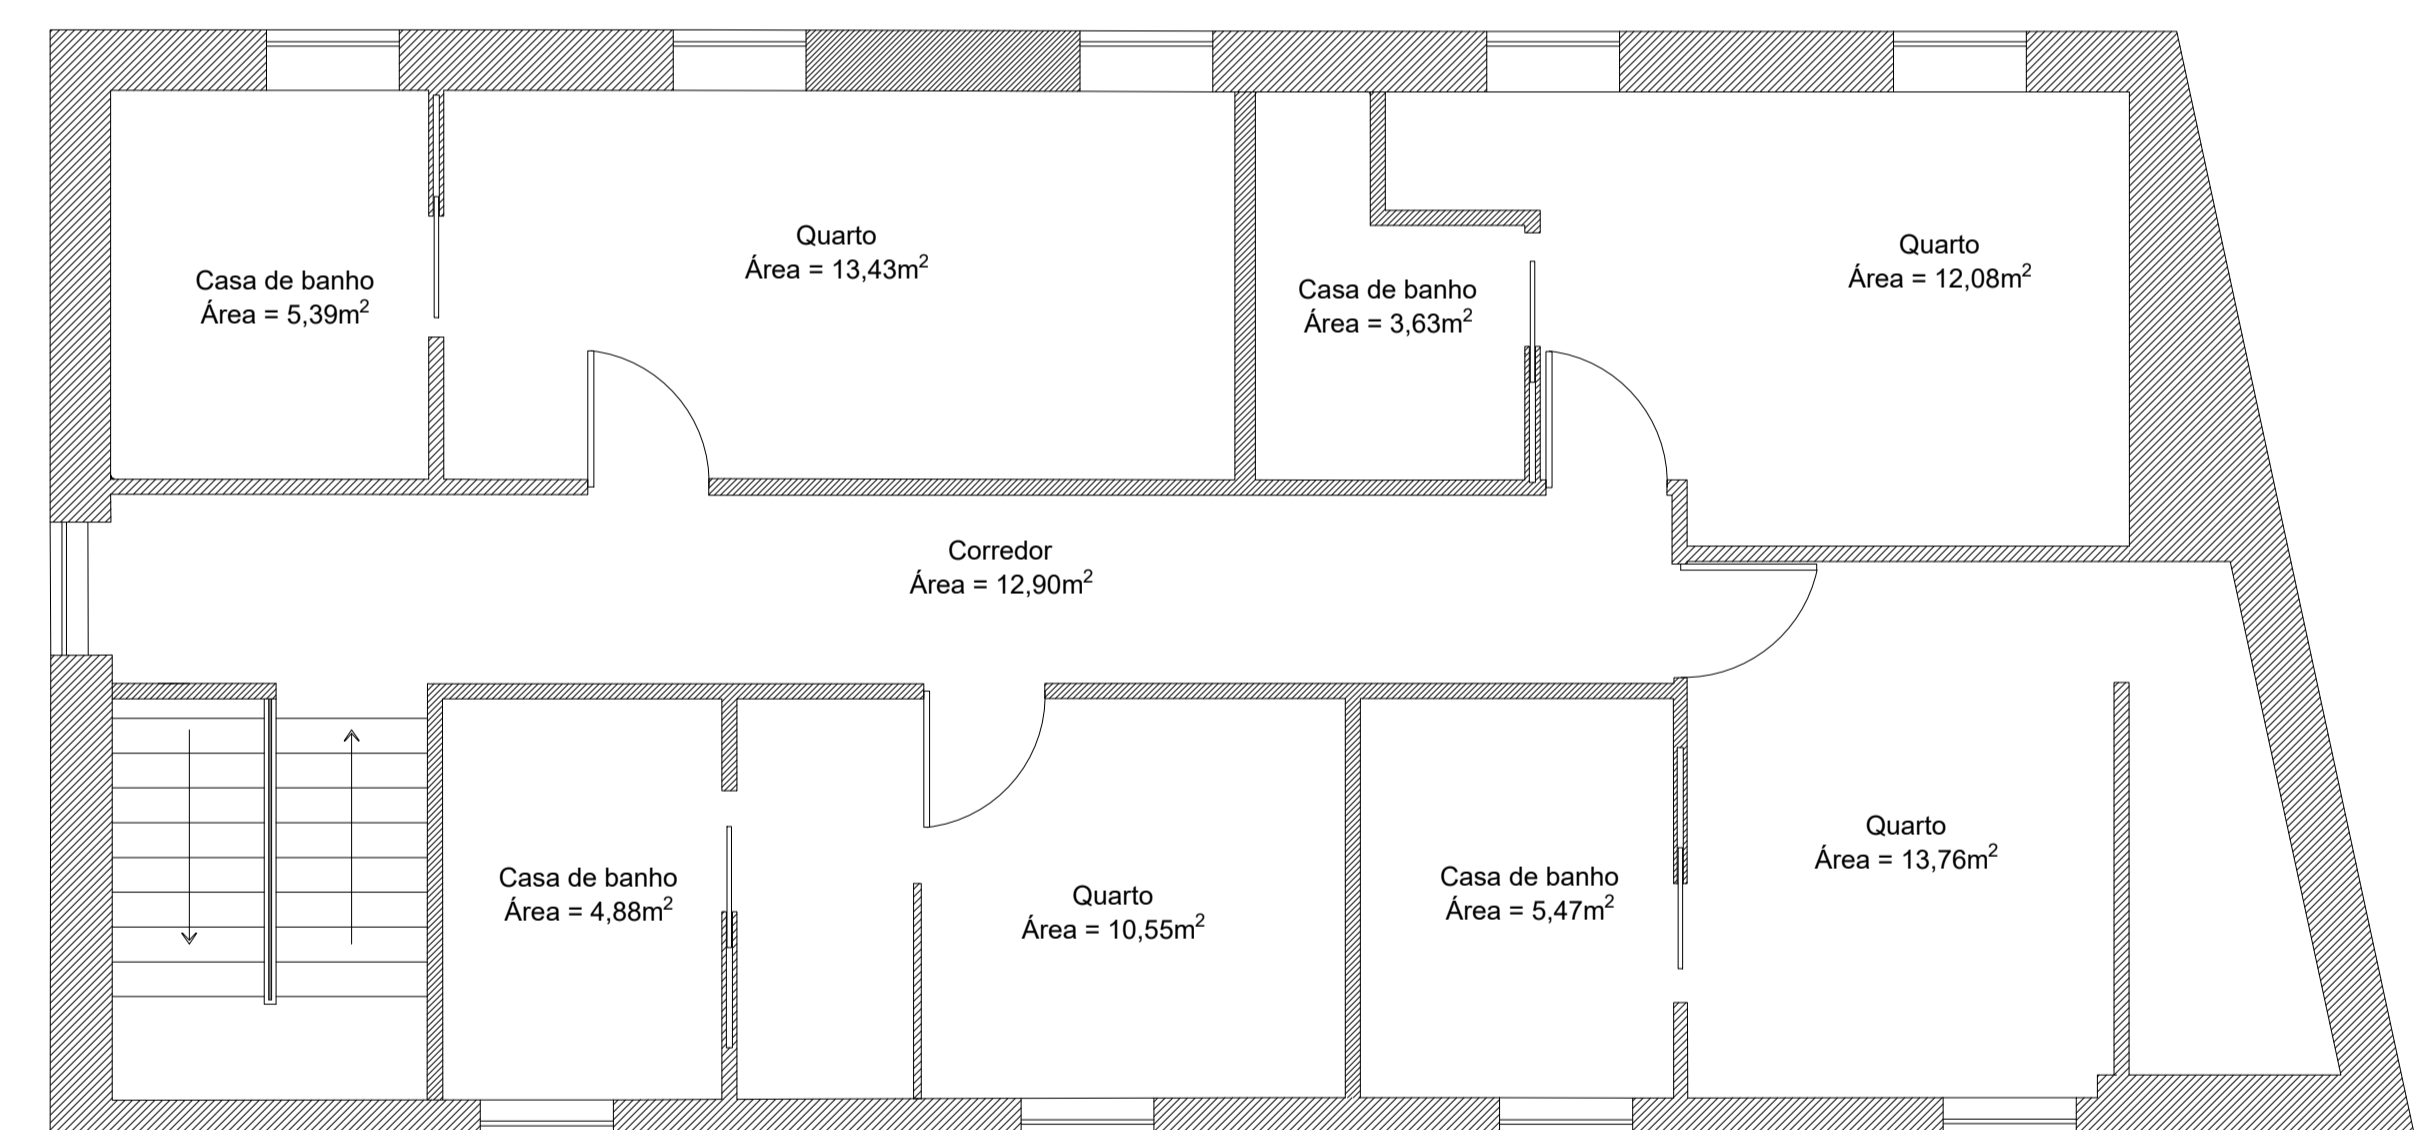 Quarto
Área = 13,43m²
Quarto
Área = 12,08m²
Casa de banho
Área = 5,39m²
Casa de banho
Área = 3,63m²
Corredor
Área = 12,90m²
Quarto
Área = 13,76m²
Casa de banho
Área = 4,88m²
Quarto
Área = 10,55m²
Casa de banho
Área = 5,47m²